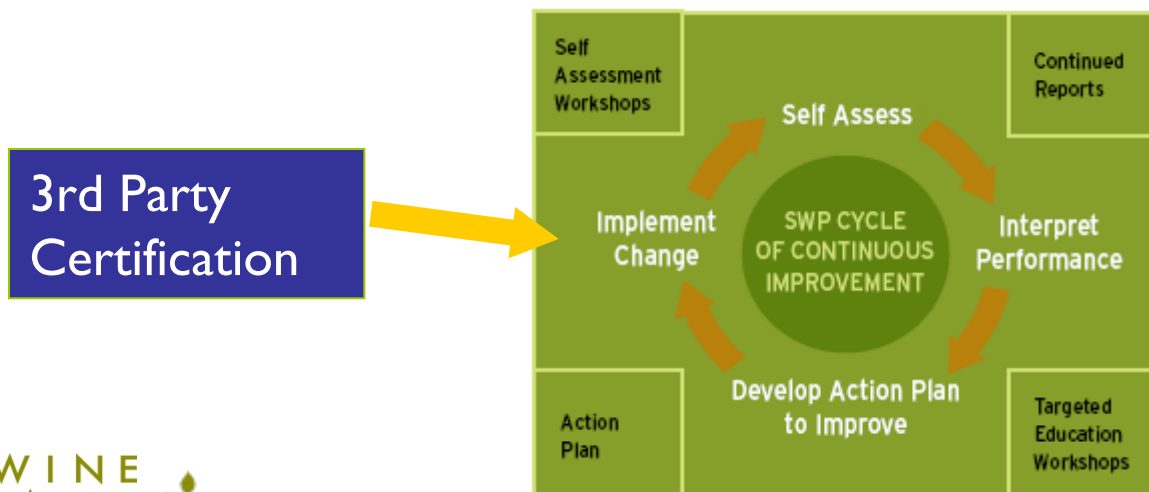 3rd Party
Certification
Self
Assessment
Workshops
Continued
Reports
Self Assess
Implement
Change
SWP CYCLE
OF CONTINUOUS
IMPROVEMENT
Interpret
Performance
Develop Action Plan
to Improve
Action
Plan
Targeted
Education
Workshops
WINE